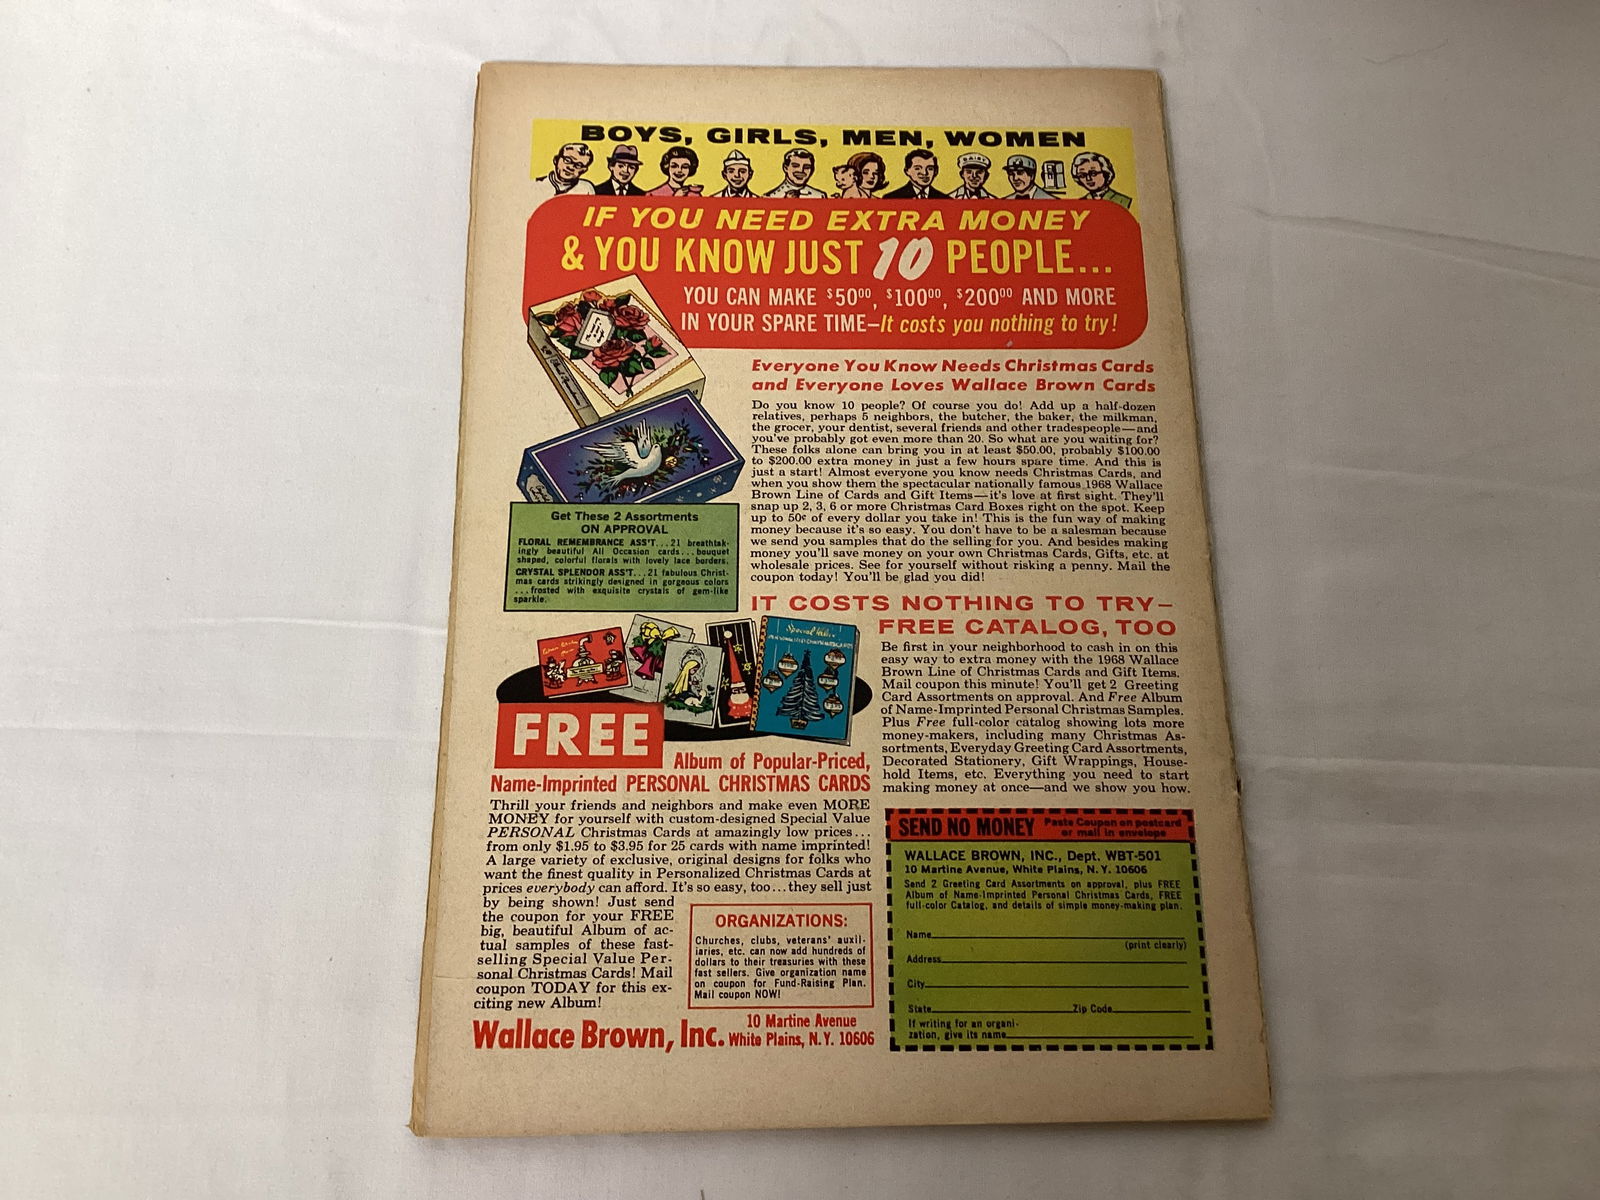 BOYS, GIRLS, MEN, WOMEN
DAIRY
IF YOU NEED EXTRA MONEY
& YOU KNOW JUST 10 PEOPLE...
YOU CAN MAKE $50⁰⁰, $100⁰⁰, $200⁰⁰ AND MORE
IN YOUR SPARE TIME—It costs you nothing to try!
Everyone You Know Needs Christmas Cards
and Everyone Loves Wallace Brown Cards
Do you know 10 people? Of course you do! Add up a half-dozen
relatives, perhaps 5 neighbors, the butcher, the baker, the milkman,
the grocer, your dentist, several friends and other tradespeople—and
you've probably got even more than 20. So what are you waiting for?
These folks alone can bring you in at least $50.00, probably $100.00
to $200.00 extra money in just a few hours spare time. And this is
just a start! Almost everyone you know needs Christmas Cards, and
when you show them the spectacular nationally famous 1968 Wallace
Brown Line of Cards and Gift Items—it's love at first sight. They'll
snap up 2, 3, 6 or more Christmas Card Boxes right on the spot. Keep
up to 50¢ of every dollar you take in! This is the fun way of making
money because it's so easy. You don't have to be a salesman because
we send you samples that do the selling for you. And besides making
money you'll save money on your own Christmas Cards, Gifts, etc. at
wholesale prices. See for yourself without risking a penny. Mail the
coupon today! You'll be glad you did!
Get These 2 Assortments
ON APPROVAL
FLORAL REMEMBRANCE ASS'T...21 breathtak-
ingly beautiful All Occasion cards...bouquet
shaped, colorful florals with lovely lace borders.
CRYSTAL SPLENDOR ASS'T...21 fabulous Christ-
mas cards strikingly designed in gorgeous colors
...frosted with exquisite crystals of gem-like
sparkle.
IT COSTS NOTHING TO TRY—
FREE CATALOG, TOO
Be first in your neighborhood to cash in on this
easy way to extra money with the 1968 Wallace
Brown Line of Christmas Cards and Gift Items.
Mail coupon this minute! You'll get 2 Greeting
Card Assortments on approval. And Free Album
of Name-Imprinted Personal Christmas Samples.
Plus Free full-color catalog showing lots more
money-makers, including many Christmas As-
sortments, Everyday Greeting Card Assortments,
Decorated Stationery, Gift Wrappings, House-
hold Items, etc. Everything you need to start
making money at once—and we show you how.
Special Value
PERSONALIZED CHRISTMAS CARDS
FREE
Album of Popular-Priced,
Name-Imprinted PERSONAL CHRISTMAS CARDS
Thrill your friends and neighbors and make even MORE
MONEY for yourself with custom-designed Special Value
PERSONAL Christmas Cards at amazingly low prices...
from only $1.95 to $3.95 for 25 cards with name imprinted!
A large variety of exclusive, original designs for folks who
want the finest quality in Personalized Christmas Cards at
prices everybody can afford. It's so easy, too...they sell just
by being shown! Just send
the coupon for your FREE
big, beautiful Album of ac-
tual samples of these fast-
selling Special Value Per-
sonal Christmas Cards! Mail
coupon TODAY for this ex-
citing new Album!
ORGANIZATIONS:
Churches, clubs, veterans' auxil-
iaries, etc. can now add hundreds of
dollars to their treasuries with these
fast sellers. Give organization name
on coupon for Fund-Raising Plan.
Mail coupon NOW!
Wallace Brown, Inc. 10 Martine Avenue
White Plains, N.Y. 10606
SEND NO MONEY Paste Coupon on postcard
or mail in envelope
WALLACE BROWN, INC., Dept. WBT-501
10 Martine Avenue, White Plains, N.Y. 10606
Send 2 Greeting Card Assortments on approval, plus FREE
Album of Name-Imprinted Personal Christmas Cards, FREE
full-color Catalog, and details of simple money-making plan.
Name
(print clearly)
Address
City
State Zip Code
If writing for an organi-
zation, give its name